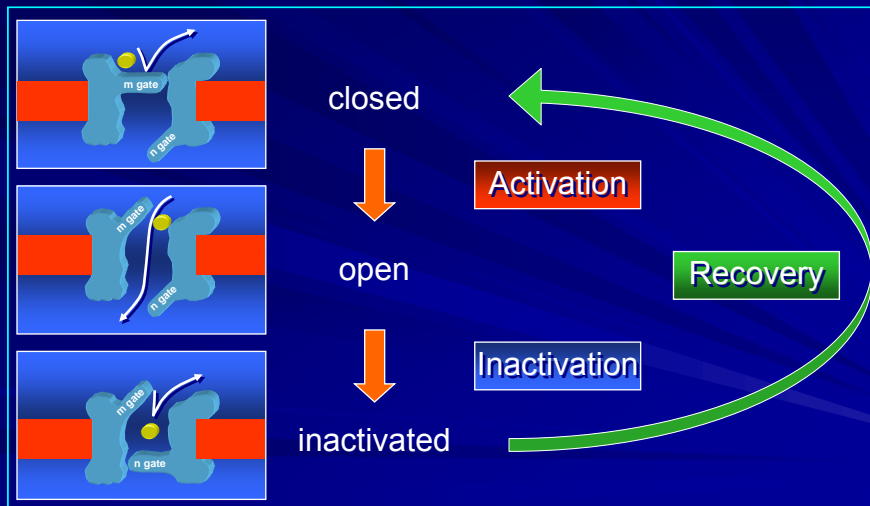 m gate
n gate
closed
Activation
m gate
n gate
open
Recovery
Inactivation
m gate
n gate
inactivated